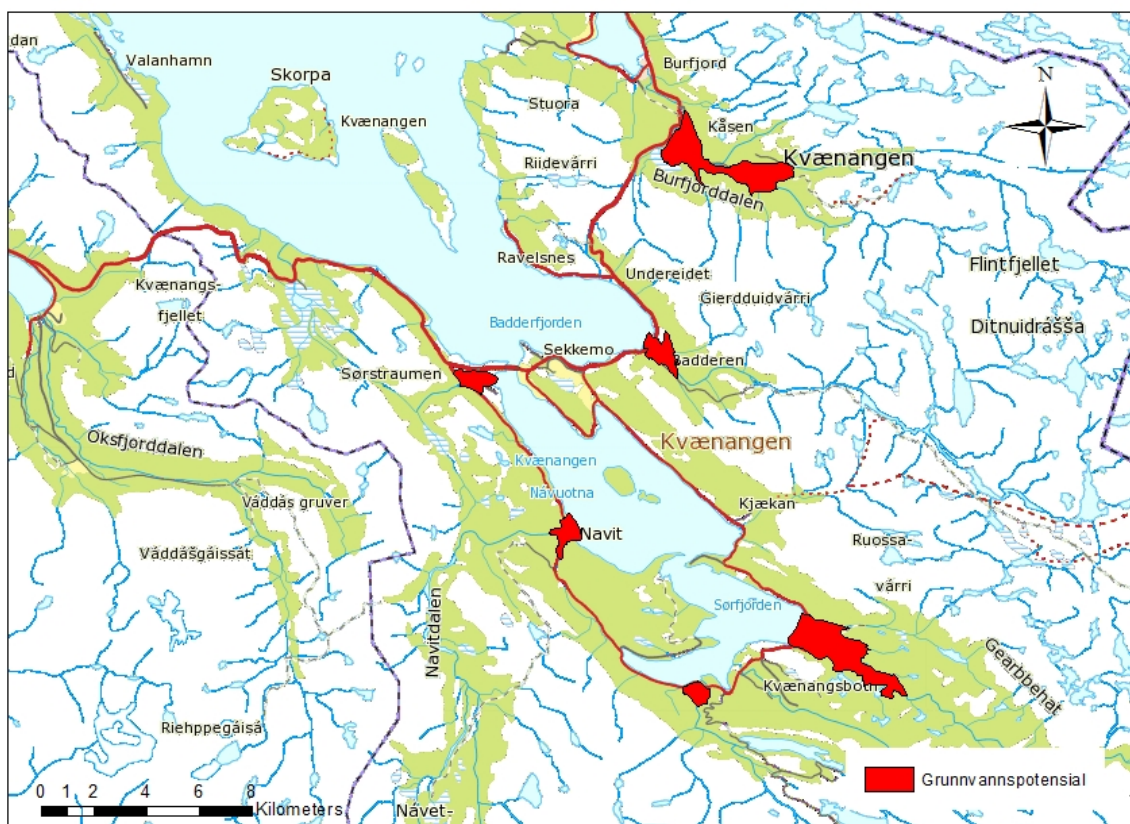 dan
Valanhamn
Skorpa
Burfjord
N
Stuora
Kvænangen
Kåsen
Kvænangen
Riidevárri
Burfjorddalen
Ravelsnes
Undereidet
Flintfjellet
Kvænangs-
fjellet
Gierdduidvárri
Badderfjorden
Ditnuidrášša
Sekkemo
Badderen
Sørstraumen
d
Oksfjorddalen
Kvænangen
Kvænangen
Návuotna
Váddás gruver
Kjækan
Navit
Ruossa-
várri
Váddášgáissát
Sørfjorden
Navitdalen
Gearbbehat
Kvænangsbotn
Riehppegáisá
Grunnvannspotensial
0 1 2 4 6 8
Kilometers
Návet-